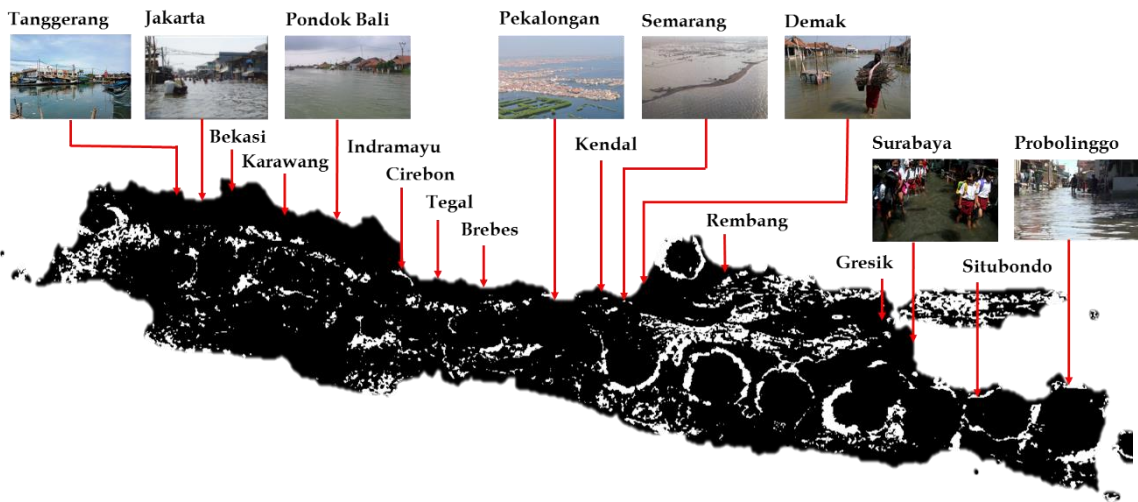 Tanggerang
Jakarta
Pondok Bali
Pekalongan
Semarang
Demak
Bekasi
Karawang
Indramayu
Cirebon
Tegal
Brebes
Kendal
Surabaya
Probolinggo
Rembang
Gresik
Situbondo